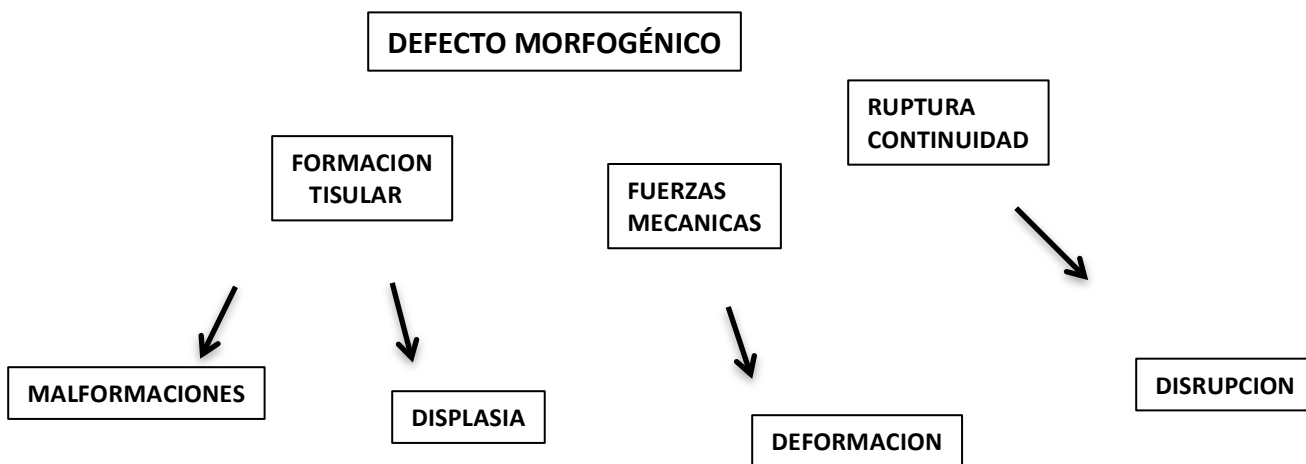 DEFECTO MORFOGÉNICO
RUPTURA
CONTINUIDAD
FORMACION
TISULAR
FUERZAS
MECANICAS
MALFORMACIONES
DISPLASIA
DEFORMACION
DISRUPCION